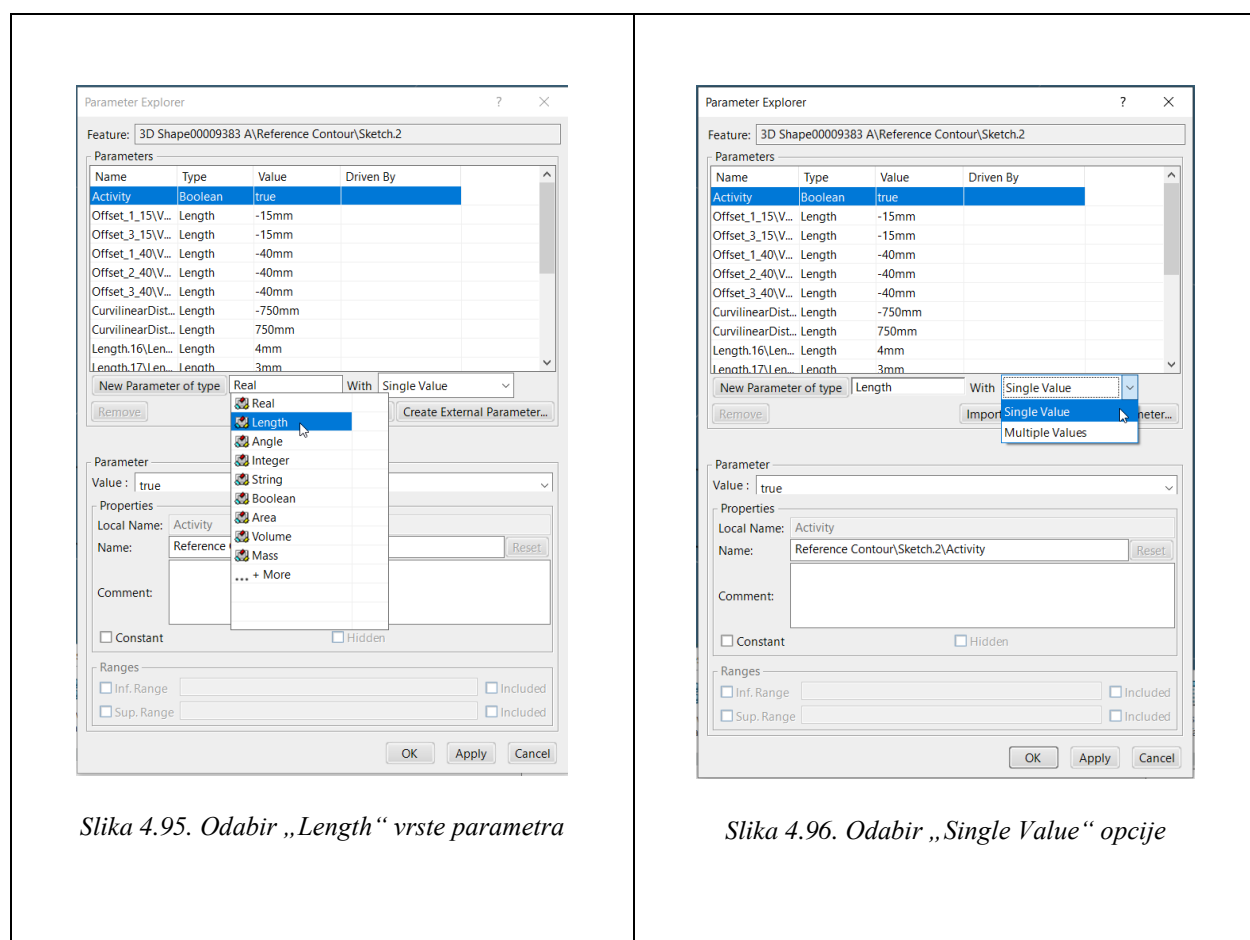 Parameter Explorer ? ×
Feature: 3D Shape00009383 A\Reference Contour\Sketch.2
Parameters
Name Type Value Driven By
Activity Boolean true
Offset_1_15\V... Length -15mm
Offset_3_15\V... Length -15mm
Offset_1_40\V... Length -40mm
Offset_2_40\V... Length -40mm
Offset_3_40\V... Length -40mm
CurvilinearDist... Length -750mm
CurvilinearDist... Length 750mm
Length.16\Len... Length 4mm
Length.17\Len... Length 3mm
New Parameter of type Real With Single Value
Remove Create External Parameter...
Real
Length
Angle
Integer
String
Boolean
Area
Volume
Mass
... + More
Parameter
Value : true
Properties
Local Name: Activity
Name: Reference Reset
Comment:
Constant Hidden
Ranges
Inf. Range Included
Sup. Range Included
OK Apply Cancel
Slika 4.95. Odabir „Length“ vrste parametra
Parameter Explorer ? ×
Feature: 3D Shape00009383 A\Reference Contour\Sketch.2
Parameters
Name Type Value Driven By
Activity Boolean true
Offset_1_15\V... Length -15mm
Offset_3_15\V... Length -15mm
Offset_1_40\V... Length -40mm
Offset_2_40\V... Length -40mm
Offset_3_40\V... Length -40mm
CurvilinearDist... Length -750mm
CurvilinearDist... Length 750mm
Length.16\Len... Length 4mm
Length.17\Len... Length 3mm
New Parameter of type Length With Single Value
Remove Import neter...
Single Value
Multiple Values
Parameter
Value : true
Properties
Local Name: Activity
Name: Reference Contour\Sketch.2\Activity Reset
Comment:
Constant Hidden
Ranges
Inf. Range Included
Sup. Range Included
OK Apply Cancel
Slika 4.96. Odabir „Single Value“ opcije